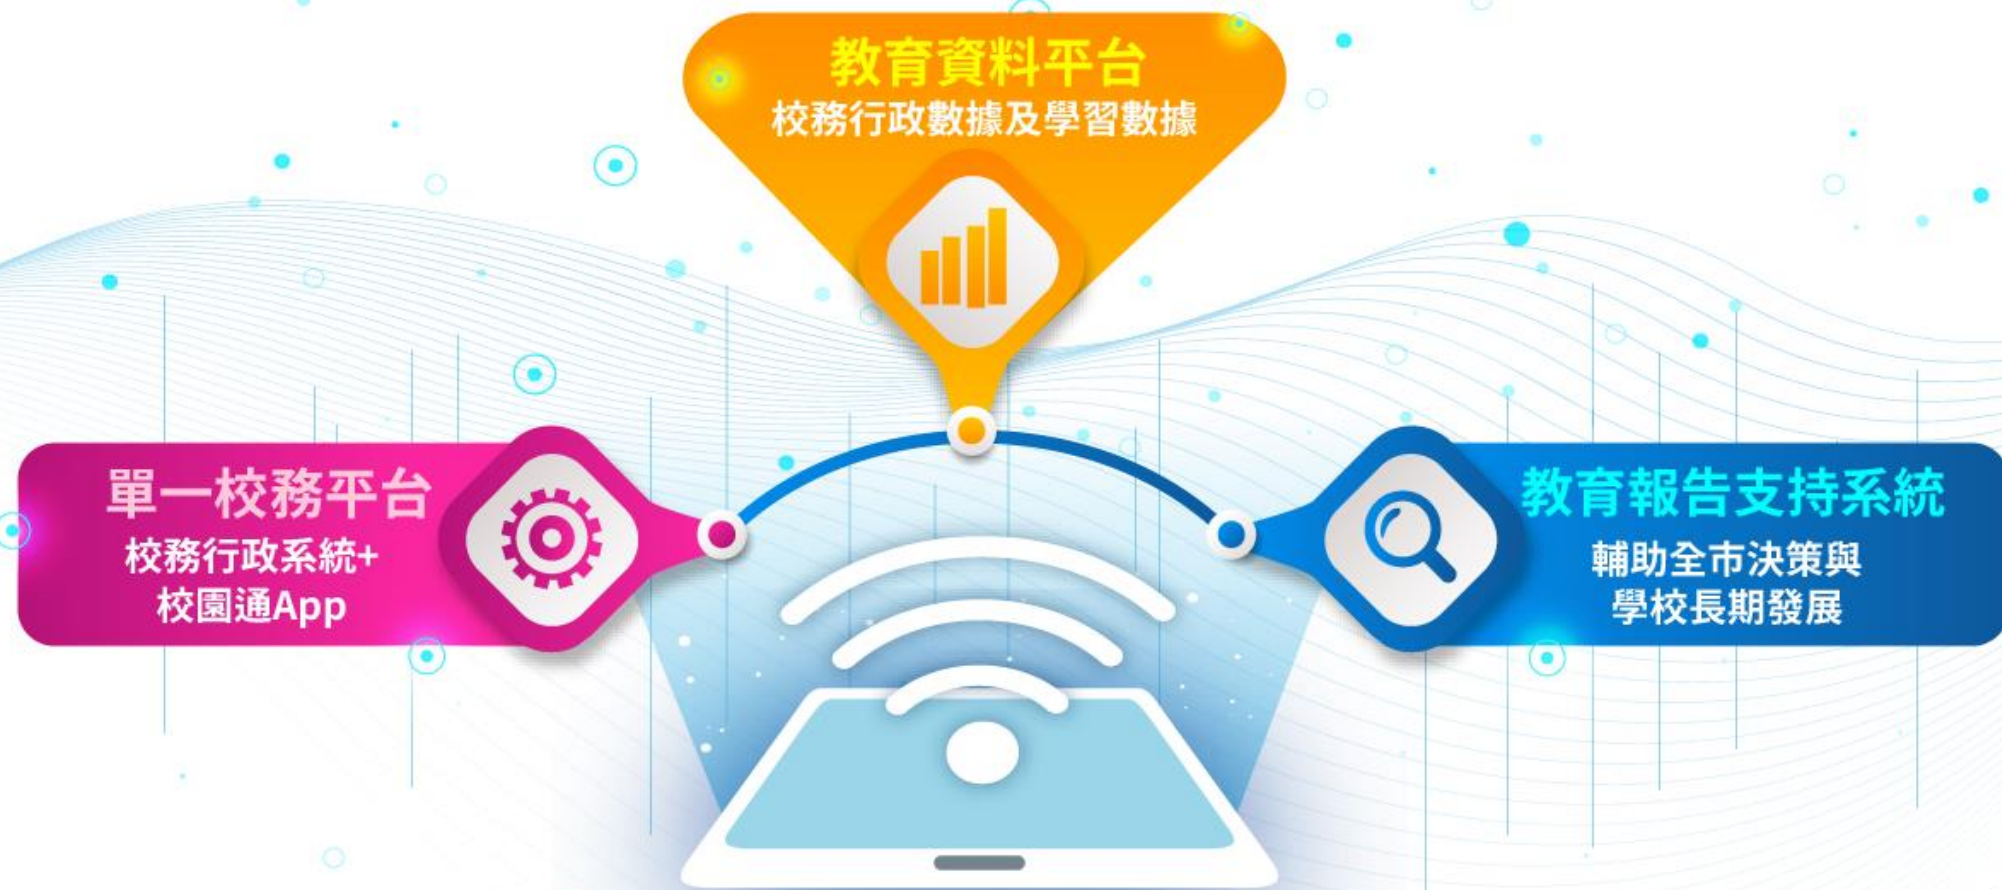 教育資料平台
校務行政數據及學習數據
單一校務平台
校務行政系統+
校園通App
教育報告支持系統
輔助全市決策與
學校長期發展